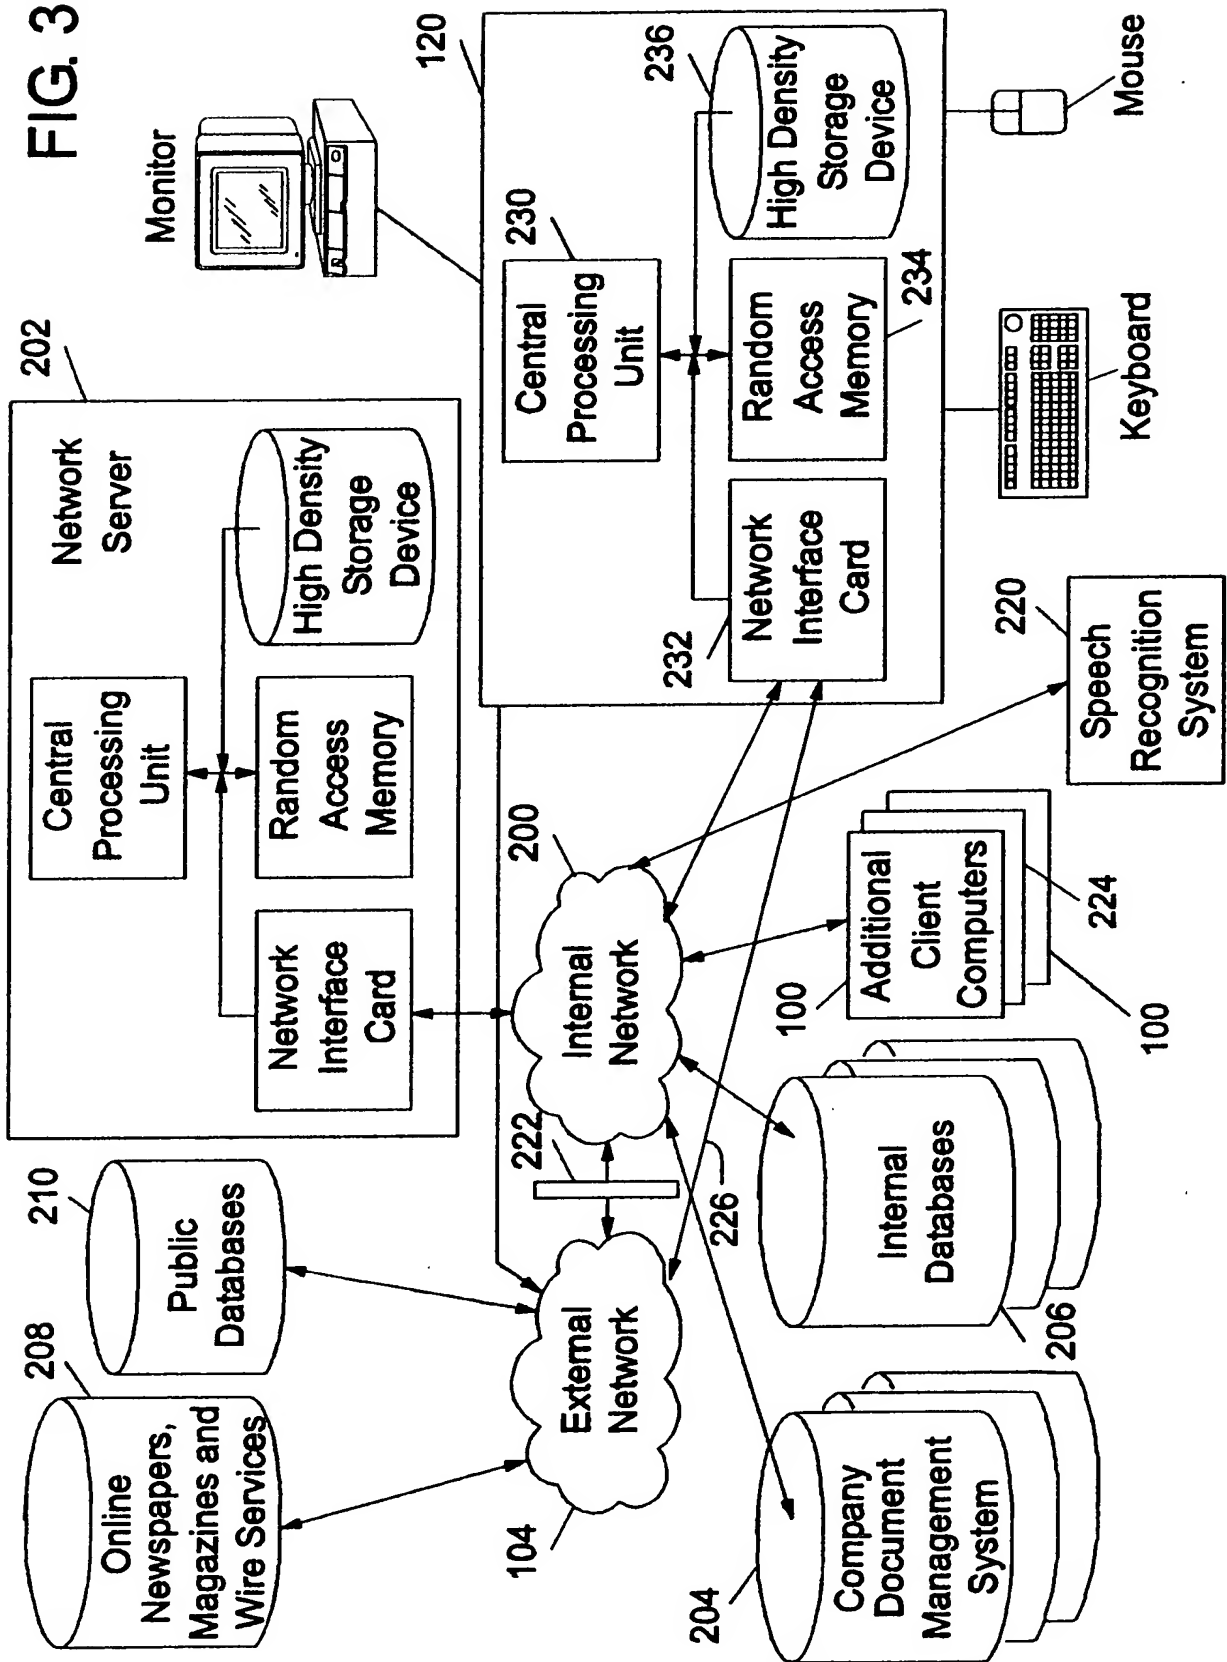 FIG. 3
Monitor
202
Network
Server
Central
Processing
Unit
High Density
Storage
Device
Random
Access
Memory
Network
Interface
Card
120
Central
Processing
Unit
230
236
High Density
Storage
Device
Random
Access
Memory
234
Network
Interface
Card
232
Mouse
Keyboard
210
Public
Databases
208
Online
Newspapers,
Magazines and
Wire Services
200
Internal
Network
222
External
Network
104
226
220
Speech
Recognition
System
100
Additional
Client
Computers
224
100
Internal
Databases
206
204
Company
Document
Management
System